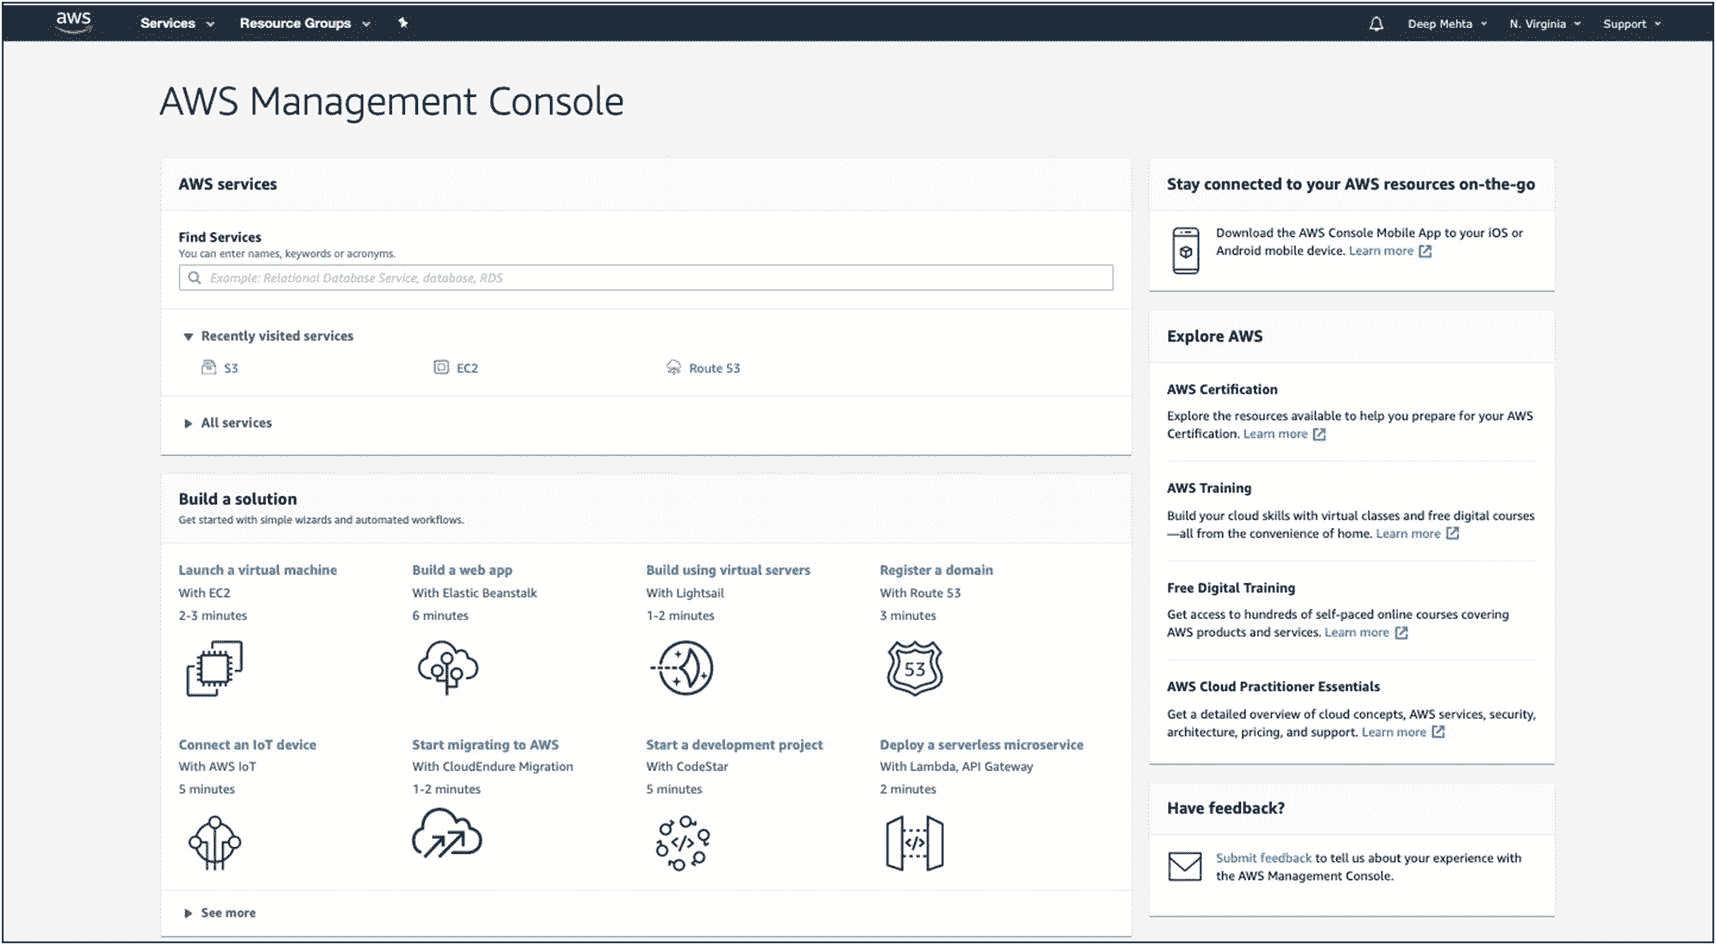 aws Services Resource Groups Deep Mehta N. Virginia Support
AWS Management Console
AWS services
Find Services
You can enter names, keywords or acronyms.
Example: Relational Database Service, database, RDS
Recently visited services
S3 EC2 Route 53
All services
Build a solution
Get started with simple wizards and automated workflows.
Launch a virtual machine
With EC2
2-3 minutes
Build a web app
With Elastic Beanstalk
6 minutes
Build using virtual servers
With Lightsail
1-2 minutes
Register a domain
With Route 53
3 minutes
53
Connect an IoT device
With AWS IoT
5 minutes
Start migrating to AWS
With CloudEndure Migration
1-2 minutes
Start a development project
With CodeStar
5 minutes
</>
Deploy a serverless microservice
With Lambda, API Gateway
2 minutes
</>
See more
Stay connected to your AWS resources on-the-go
Download the AWS Console Mobile App to your iOS or
Android mobile device. Learn more
Explore AWS
AWS Certification
Explore the resources available to help you prepare for your AWS
Certification. Learn more
AWS Training
Build your cloud skills with virtual classes and free digital courses
—all from the convenience of home. Learn more
Free Digital Training
Get access to hundreds of self-paced online courses covering
AWS products and services. Learn more
AWS Cloud Practitioner Essentials
Get a detailed overview of cloud concepts, AWS services, security,
architecture, pricing, and support. Learn more
Have feedback?
Submit feedback to tell us about your experience with
the AWS Management Console.